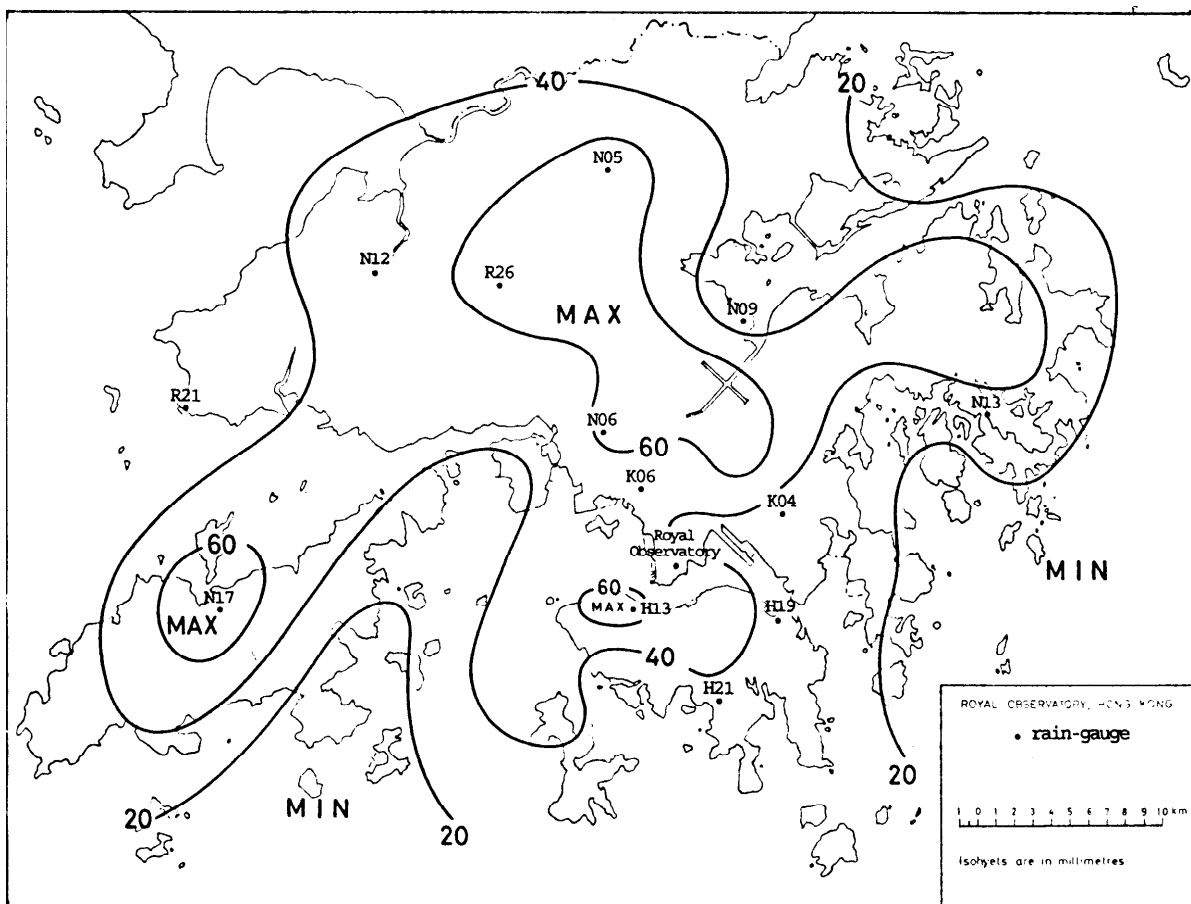 40
20
N05
N12
R26
MAX
N09
R21
N13
N06
60
K06
K04
Royal
Observatory
60
MIN
60
N17
MAX
MAX
H13
H19
40
H21
20
20
MIN
20
ROYAL OBSERVATORY, HONG KONG
• rain-gauge
1 0 1 2 3 4 5 6 7 8 9 10 km
Isohyets are in millimetres